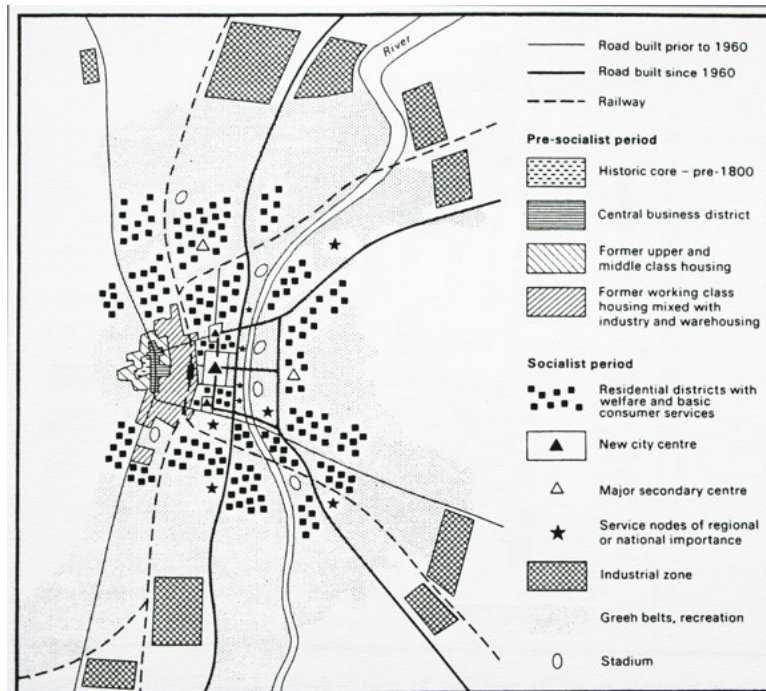 River
Road built prior to 1960
Road built since 1960
Railway
Pre-socialist period
Historic core – pre-1800
Central business district
Former upper and
middle class housing
Former working class
housing mixed with
industry and warehousing
Socialist period
Residential districts with
welfare and basic
consumer services
New city centre
Major secondary centre
Service nodes of regional
or national importance
Industrial zone
Greeh belts, recreation
Stadium